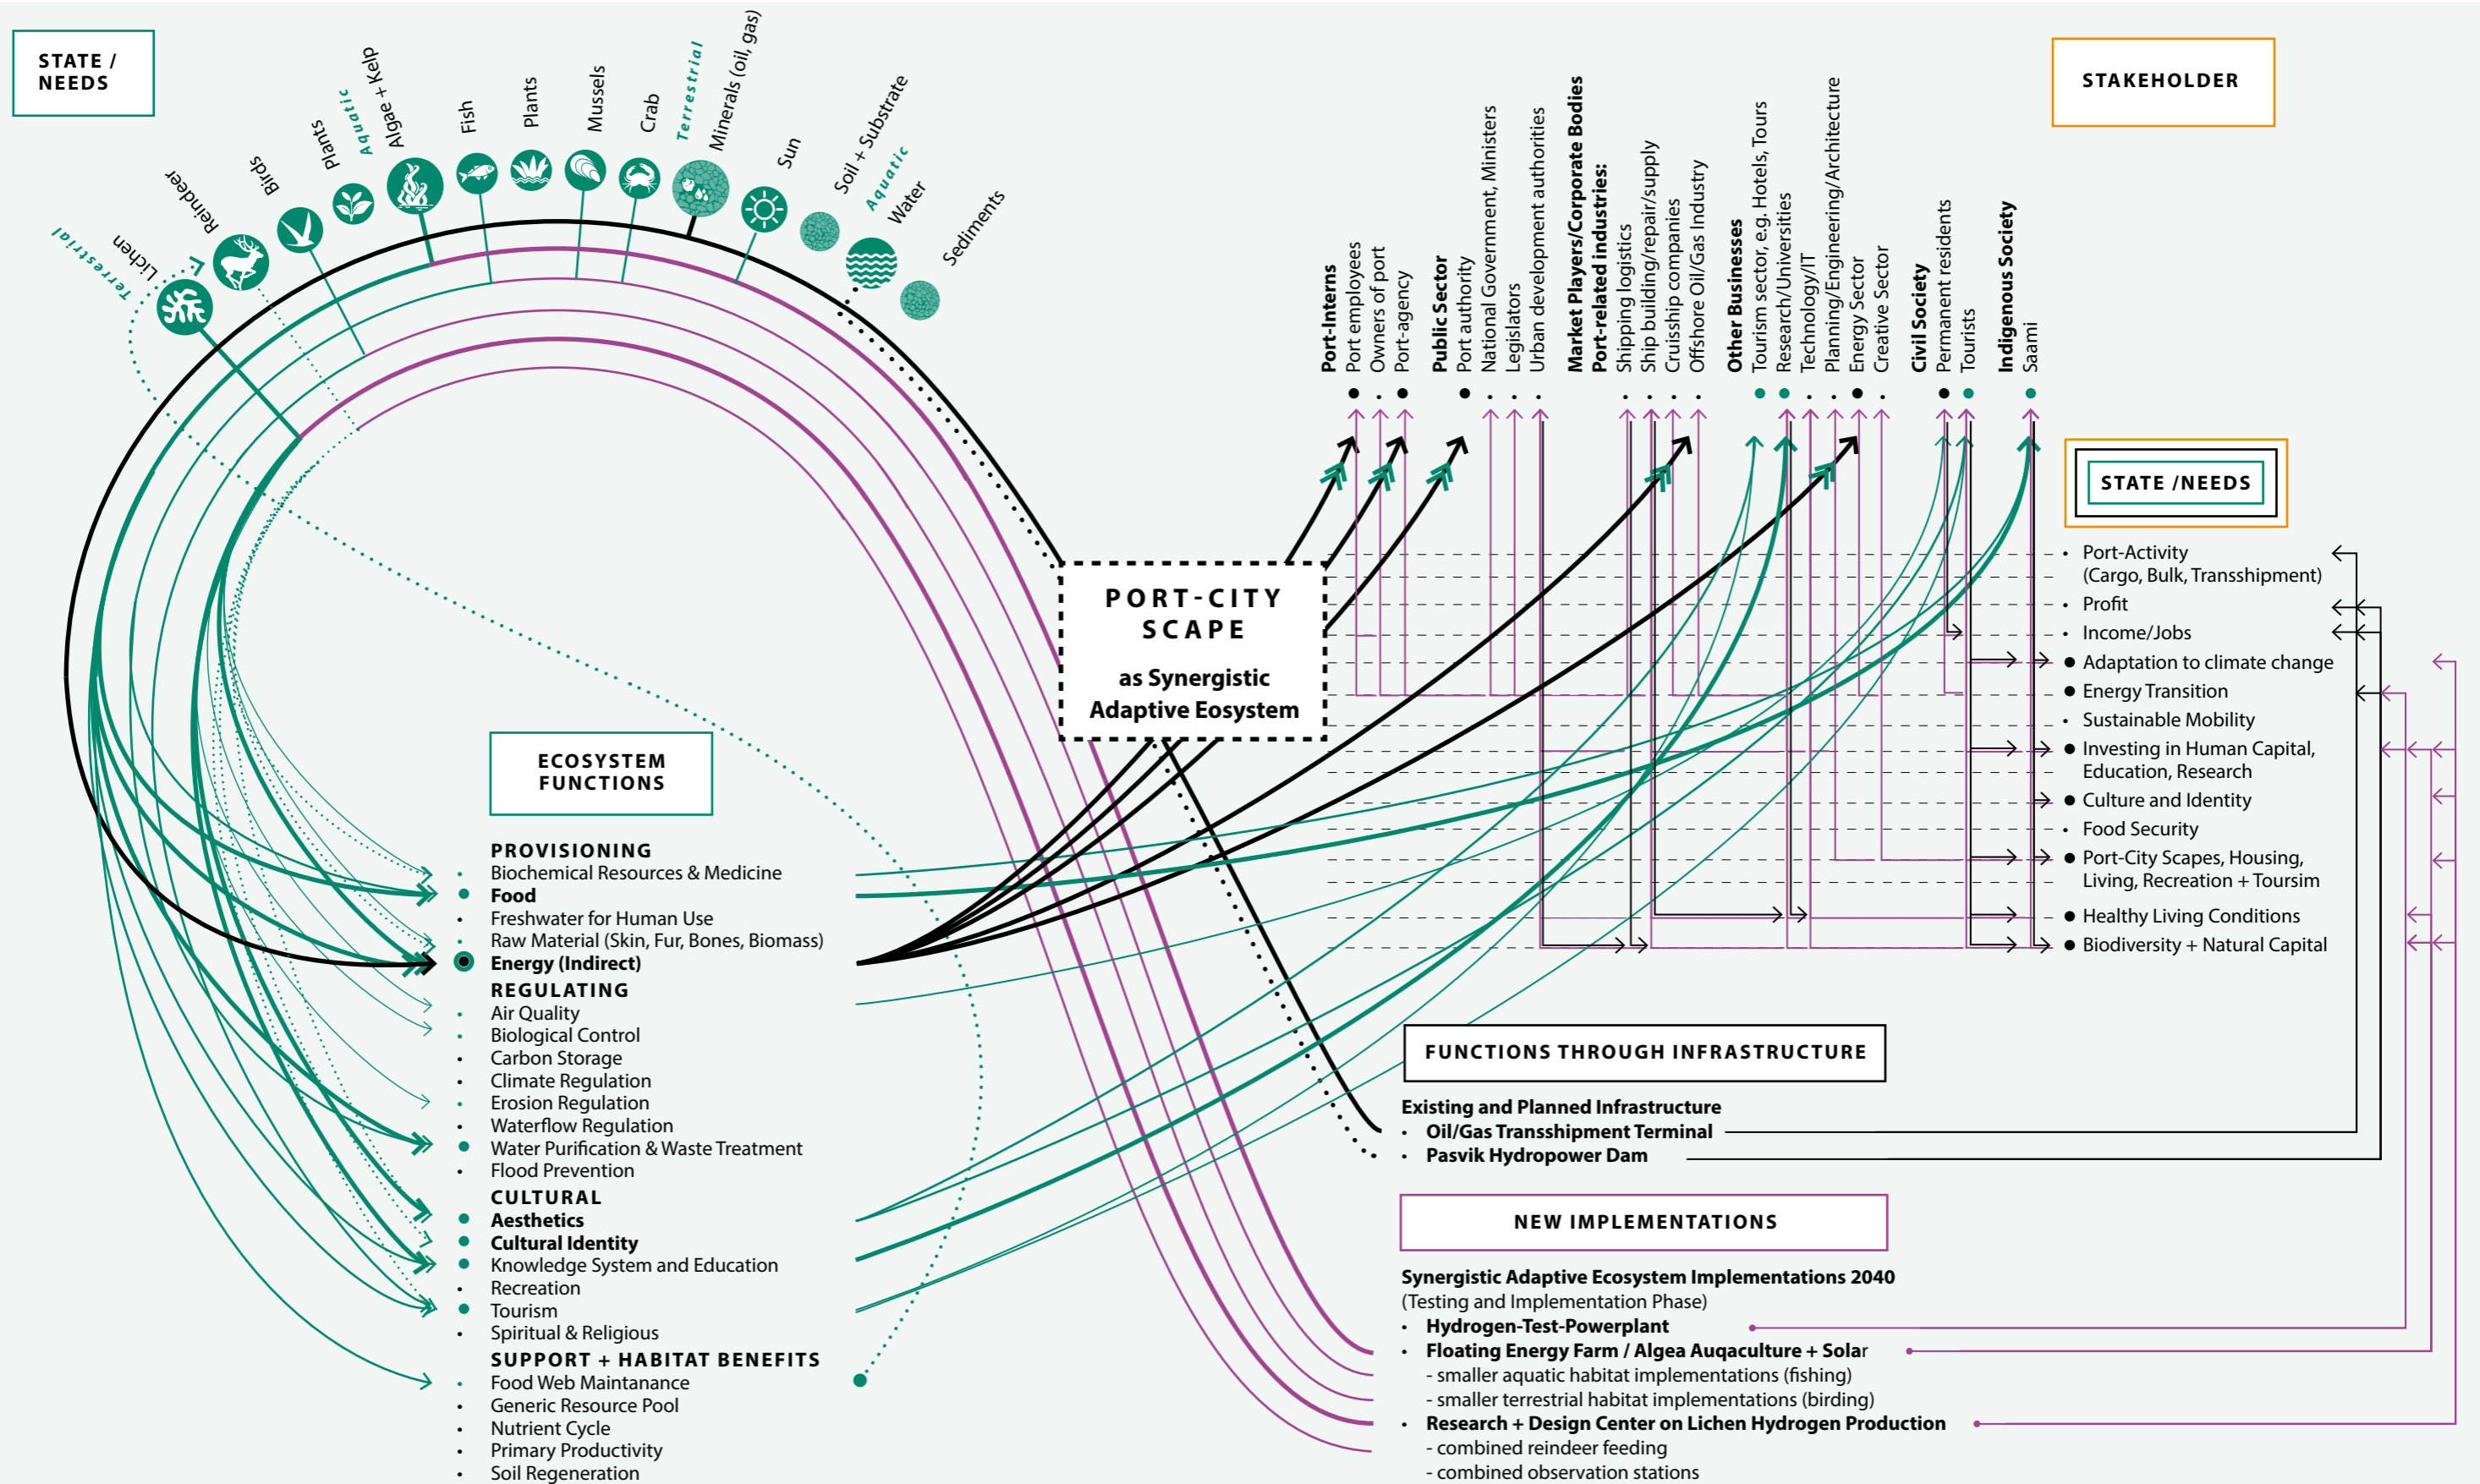 STATE /
NEEDS
Terrestrial
Lichen
Reindeer
Birds
Plants
Aquatic
Algae + Kelp
Fish
Plants
Mussels
Crab
Terrestrial
Minerals (oil, gas)
Sun
Soil + Substrate
Aquatic
Water
Sediments
STAKEHOLDER
Port-Interns
Port employees
Owners of port
Port-agency
Public Sector
Port authority
National Government, Ministers
Legislators
Urban development authorities
Market Players/Corporate Bodies
Port-related industries:
Shipping logistics
Ship building/repair/supply
Cruisship companies
Offshore Oil/Gas Industry
Other Businesses
Tourism sector, e.g. Hotels, Tours
Research/Universities
Technology/IT
Planning/Engineering/Architecture
Energy Sector
Creative Sector
Civil Society
Permanent residents
Tourists
Indigenous Society
Saami
STATE /NEEDS
• Port-Activity
(Cargo, Bulk, Transshipment)
• Profit
• Income/Jobs
● Adaptation to climate change
● Energy Transition
• Sustainable Mobility
● Investing in Human Capital,
Education, Research
● Culture and Identity
• Food Security
● Port-City Scapes, Housing,
Living, Recreation + Toursim
● Healthy Living Conditions
● Biodiversity + Natural Capital
PORT-CITY
SCAPE
as Synergistic
Adaptive Eosystem
ECOSYSTEM
FUNCTIONS
PROVISIONING
• Biochemical Resources & Medicine
● Food
• Freshwater for Human Use
• Raw Material (Skin, Fur, Bones, Biomass)
● Energy (Indirect)
REGULATING
• Air Quality
• Biological Control
• Carbon Storage
• Climate Regulation
• Erosion Regulation
• Waterflow Regulation
● Water Purification & Waste Treatment
• Flood Prevention
CULTURAL
● Aesthetics
● Cultural Identity
● Knowledge System and Education
• Recreation
● Tourism
• Spiritual & Religious
SUPPORT + HABITAT BENEFITS
• Food Web Maintanance
• Generic Resource Pool
• Nutrient Cycle
• Primary Productivity
• Soil Regeneration
FUNCTIONS THROUGH INFRASTRUCTURE
Existing and Planned Infrastructure
• Oil/Gas Transshipment Terminal
• Pasvik Hydropower Dam
NEW IMPLEMENTATIONS
Synergistic Adaptive Ecosystem Implementations 2040
(Testing and Implementation Phase)
• Hydrogen-Test-Powerplant
• Floating Energy Farm / Algea Auqaculture + Solar
- smaller aquatic habitat implementations (fishing)
- smaller terrestrial habitat implementations (birding)
• Research + Design Center on Lichen Hydrogen Production
- combined reindeer feeding
- combined observation stations